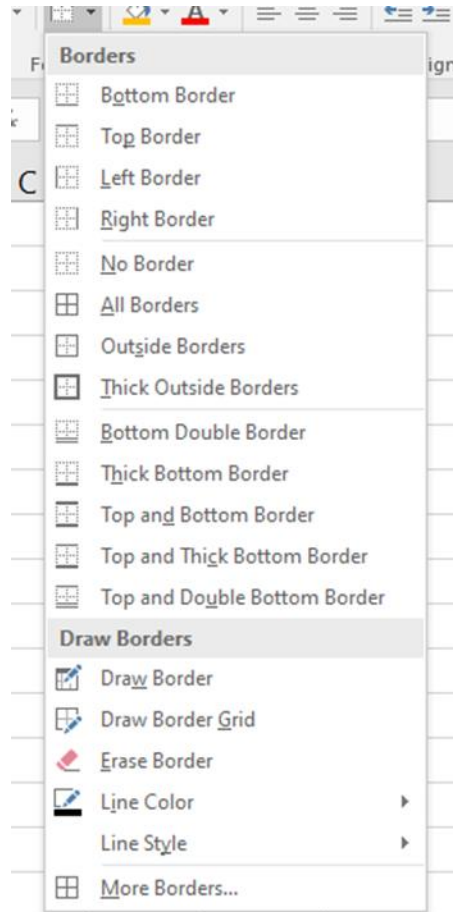 A
Borders
ign
Bottom Border
Top Border
C
Left Border
Right Border
No Border
All Borders
Outside Borders
Thick Outside Borders
Bottom Double Border
Thick Bottom Border
Top and Bottom Border
Top and Thick Bottom Border
Top and Double Bottom Border
Draw Borders
Draw Border
Draw Border Grid
Erase Border
Line Color
Line Style
More Borders...